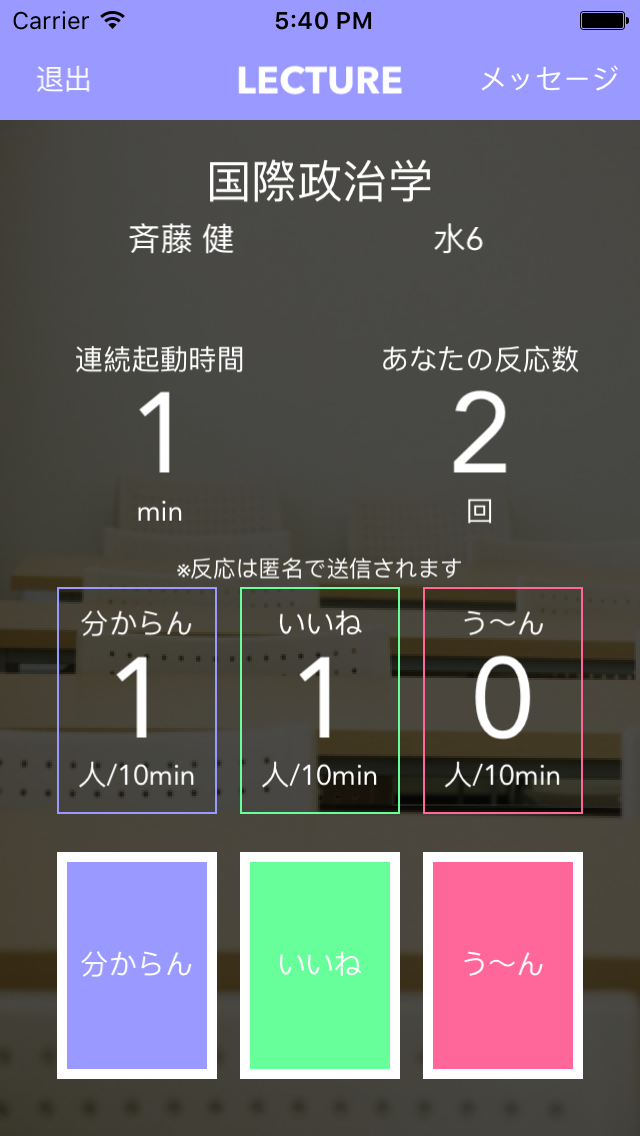 Carrier 5:40 PM
退出 LECTURE メッセージ
国際政治学
斉藤 健 水6
連続起動時間 あなたの反応数
1 2
min 回
※反応は匿名で送信されます
分からん いいね う〜ん
1 1 0
人/10min 人/10min 人/10min
分からん いいね う〜ん